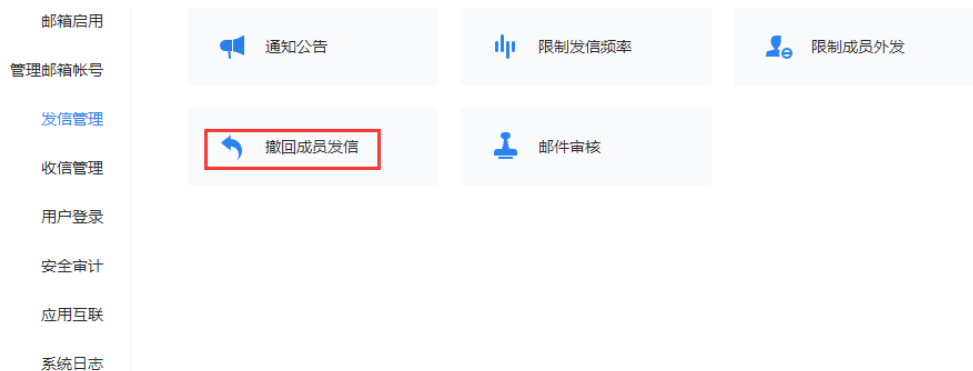 邮箱启用
管理邮箱帐号
发信管理
收信管理
用户登录
安全审计
应用互联
系统日志
通知公告
限制发信频率
限制成员外发
撤回成员发信
邮件审核